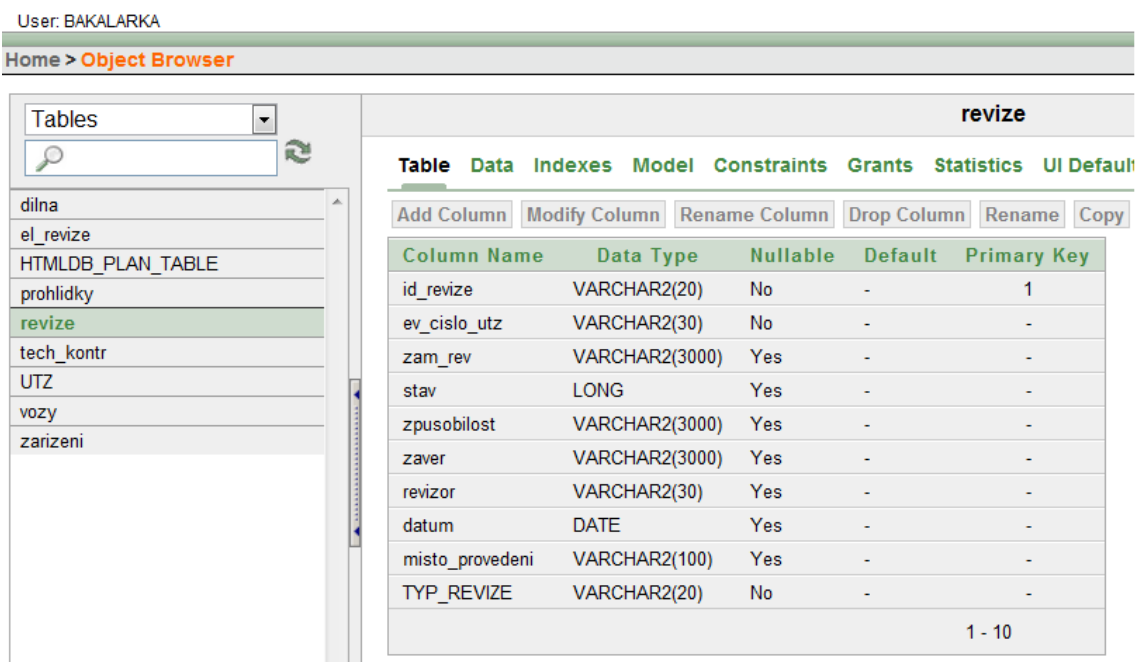 User: BAKALARKA
Home > Object Browser
Tables
dilna
el_revize
HTMLDB_PLAN_TABLE
prohlidky
revize
tech_kontr
UTZ
vozy
zarizeni
revize
Table Data Indexes Model Constraints Grants Statistics UI Default
Add Column Modify Column Rename Column Drop Column Rename Copy
Column Name Data Type Nullable Default Primary Key
id_revize VARCHAR2(20) No - 1
ev_cislo_utz VARCHAR2(30) No - -
zam_rev VARCHAR2(3000) Yes - -
stav LONG Yes - -
zpusobilost VARCHAR2(3000) Yes - -
zaver VARCHAR2(3000) Yes - -
revizor VARCHAR2(30) Yes - -
datum DATE Yes - -
misto_provedeni VARCHAR2(100) Yes - -
TYP_REVIZE VARCHAR2(20) No - -
1 - 10